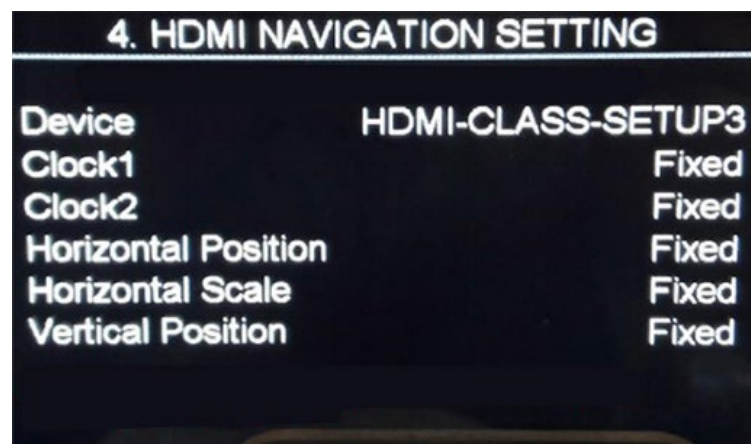 4. HDMI NAVIGATION SETTING
Device HDMI-CLASS-SETUP3
Clock1 Fixed
Clock2 Fixed
Horizontal Position Fixed
Horizontal Scale Fixed
Vertical Position Fixed